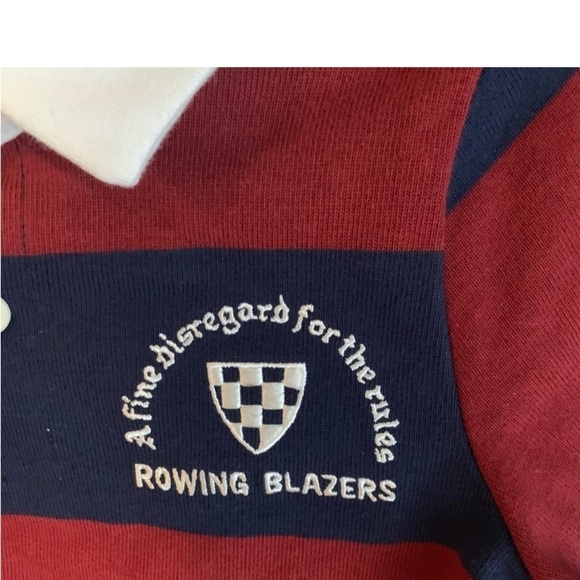 A fine disregard for the rules
ROWING BLAZERS